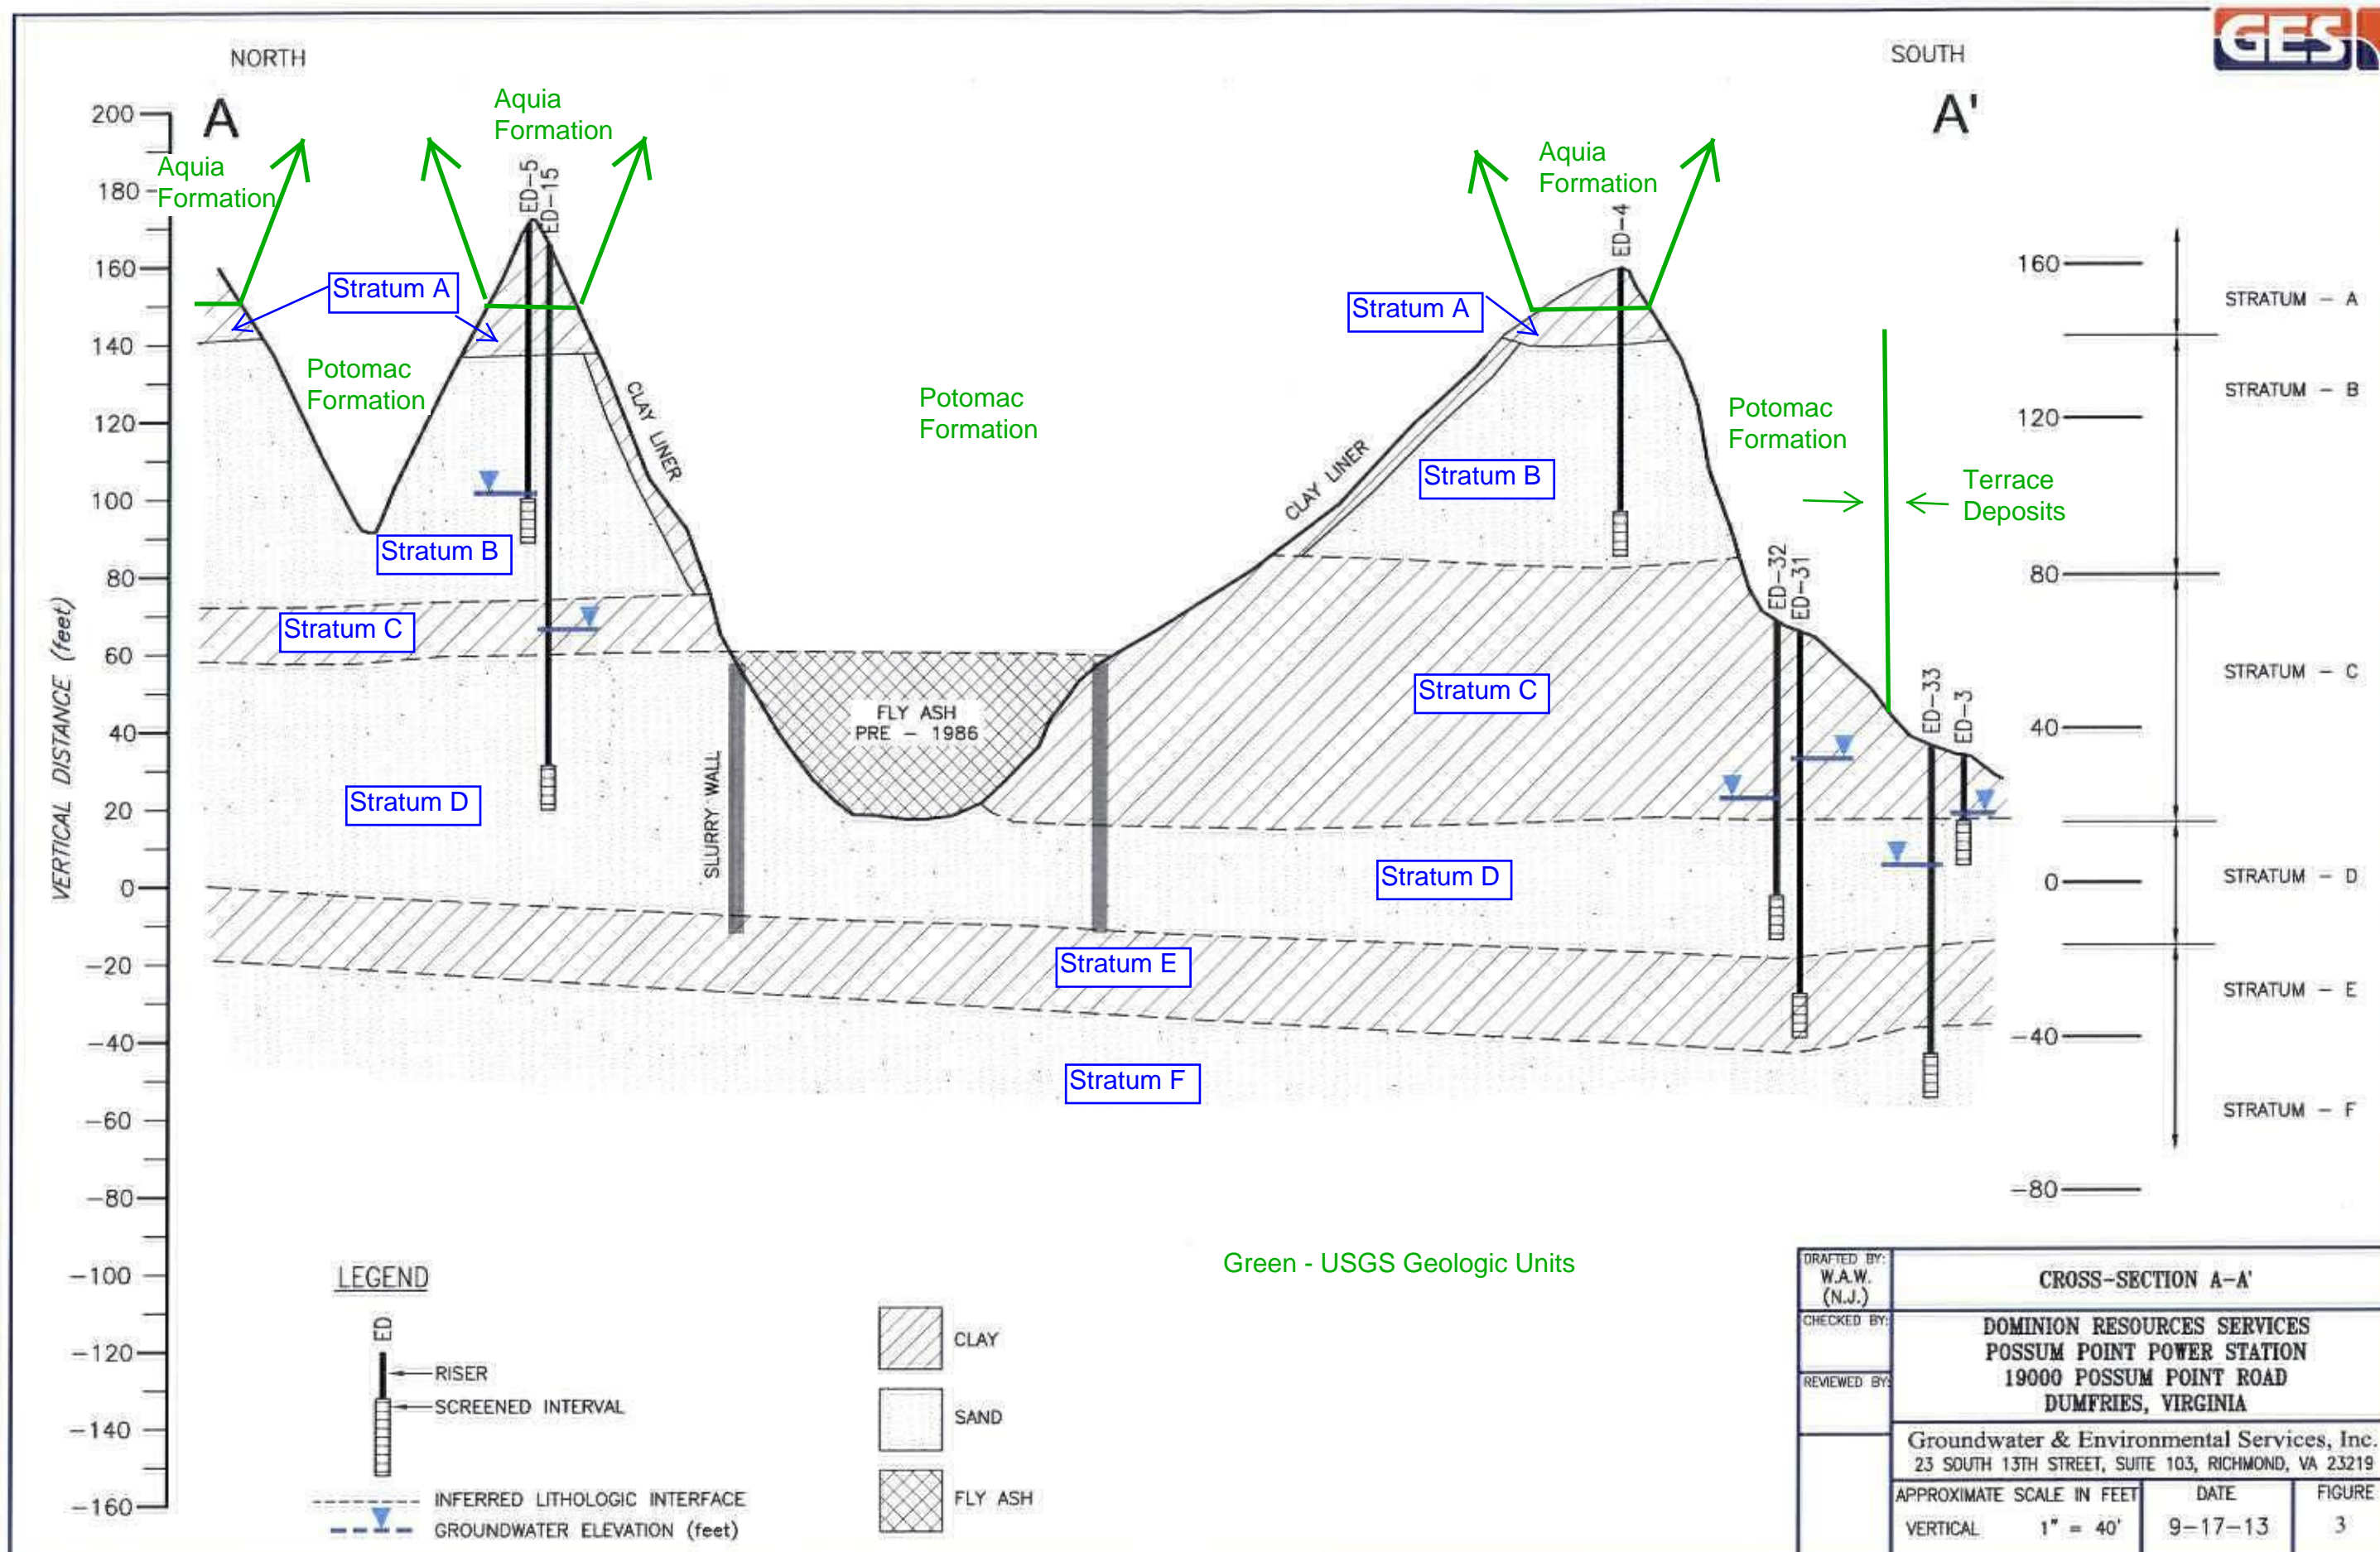 GES
NORTH
SOUTH
A
A'
200
180
160
140
120
100
80
60
40
20
0
-20
-40
-60
-80
-100
-120
-140
-160
VERTICAL DISTANCE (feet)
Aquia
Formation
Aquia
Formation
Aquia
Formation
ED-5
ED-15
ED-4
Stratum A
Stratum A
Potomac
Formation
Potomac
Formation
Potomac
Formation
Terrace
Deposits
CLAY LINER
CLAY LINER
Stratum B
Stratum B
ED-32
ED-31
ED-33
ED-3
Stratum C
Stratum C
FLY ASH
PRE - 1986
SLURRY WALL
Stratum D
Stratum D
Stratum E
Stratum F
160
120
80
40
0
-40
-80
STRATUM - A
STRATUM - B
STRATUM - C
STRATUM - D
STRATUM - E
STRATUM - F
Green - USGS Geologic Units
LEGEND
ED
RISER
SCREENED INTERVAL
INFERRED LITHOLOGIC INTERFACE
GROUNDWATER ELEVATION (feet)
CLAY
SAND
FLY ASH
DRAFTED BY:
W.A.W.
(N.J.)
CHECKED BY:
REVIEWED BY:
CROSS-SECTION A-A'
DOMINION RESOURCES SERVICES
POSSUM POINT POWER STATION
19000 POSSUM POINT ROAD
DUMFRIES, VIRGINIA
Groundwater & Environmental Services, Inc.
23 SOUTH 13TH STREET, SUITE 103, RICHMOND, VA 23219
APPROXIMATE SCALE IN FEET
VERTICAL 1" = 40'
DATE
9-17-13
FIGURE
3